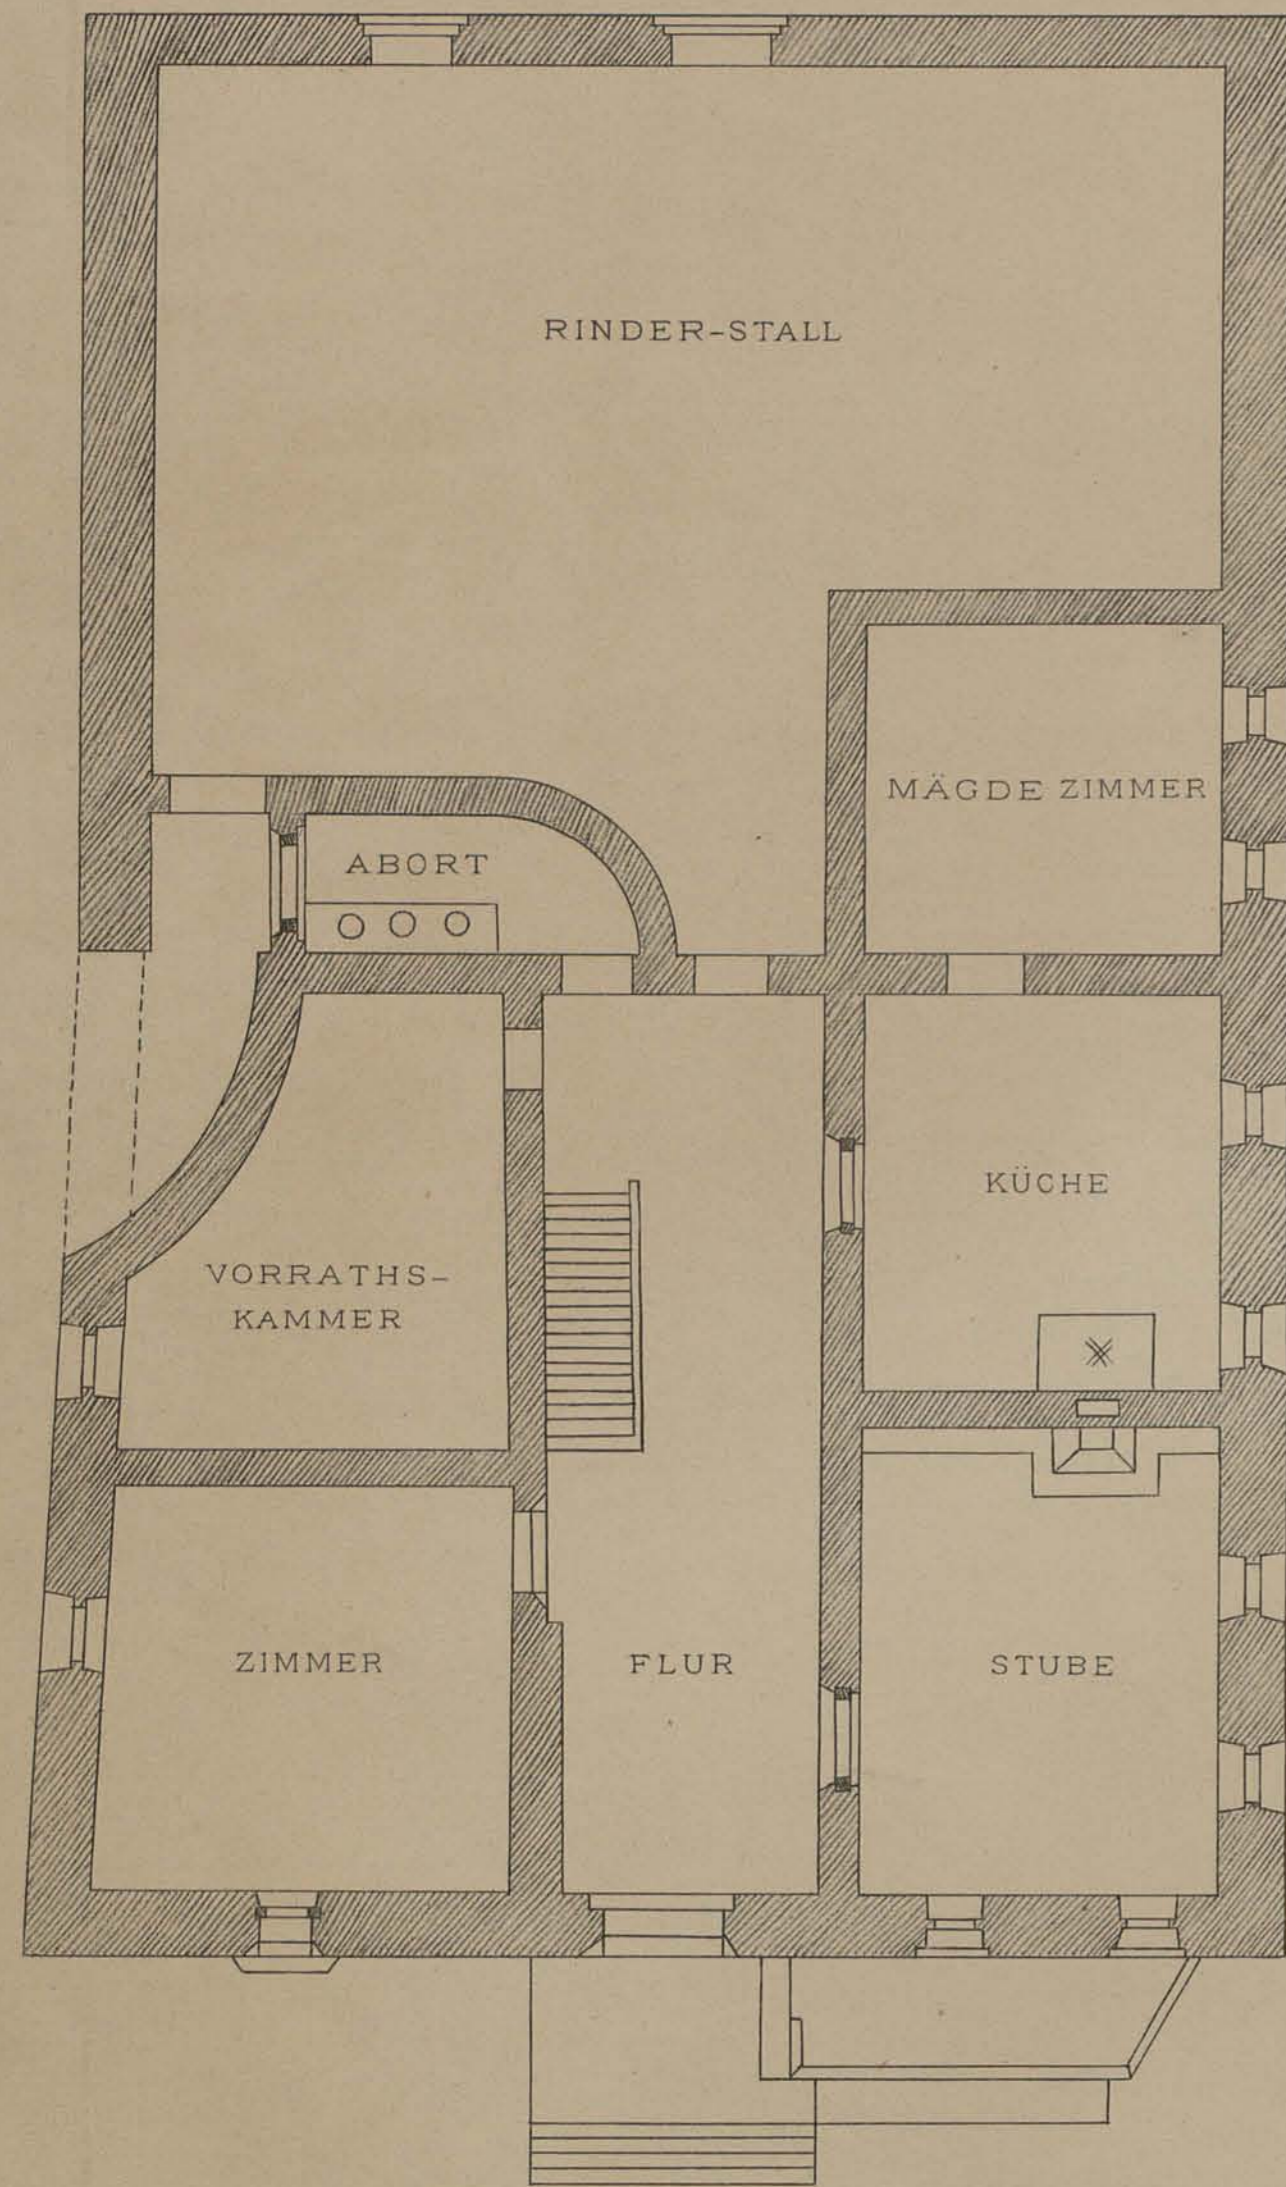 RINDER-STALL
MÄGDE ZIMMER
ABORT
KÜCHE
VORRATHS-
KAMMER
ZIMMER
FLUR
STUBE